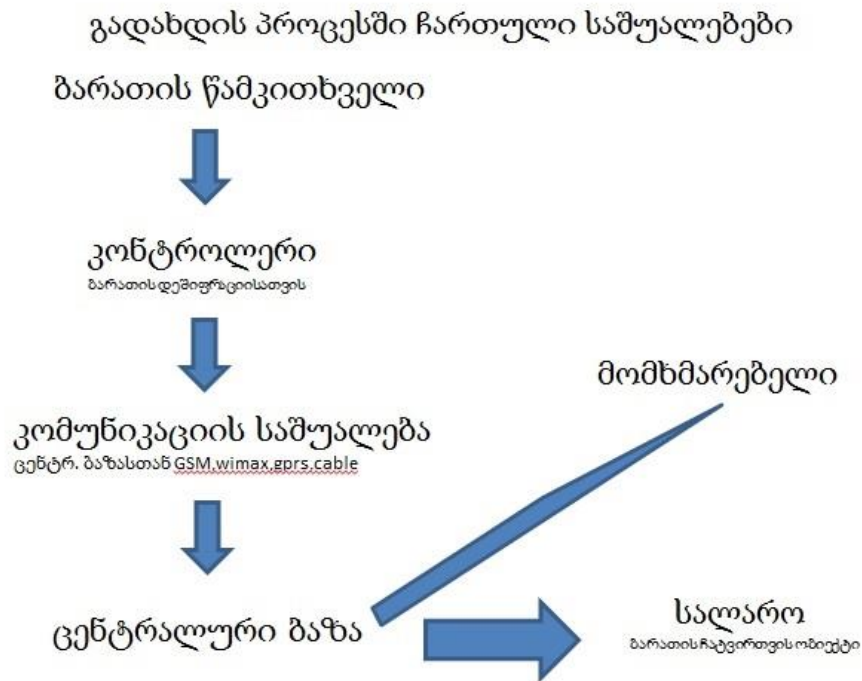 გადახდის პროცესში ჩართული საშუალებები
ბარათის წამკითხველი
კონტროლერი
ბარათის დეშიფრაციისათვის
კომუნიკაციის საშუალება
ცენტრ. ბაზასთან GSM,wimax,gprs,cable
მომხმარებელი
ცენტრალური ბაზა
სალარო
ბარათის ჩატვირთვის ობიექტი